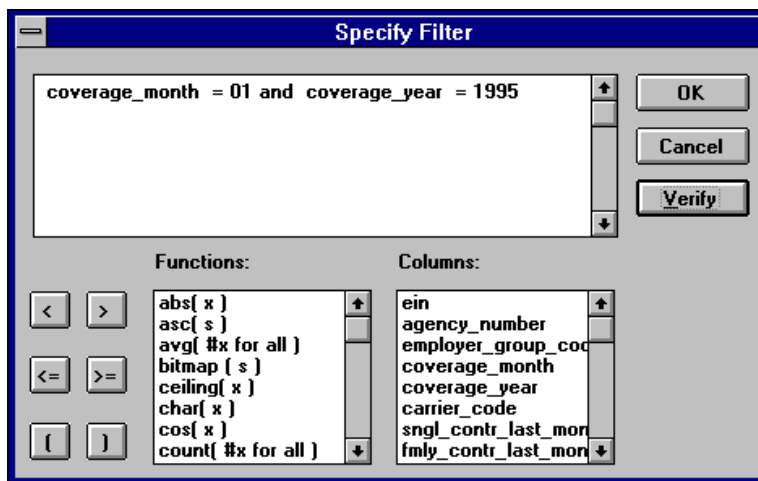 Specify Filter
coverage_month = 01 and coverage_year = 1995
OK
Cancel
Verify
Functions:
Columns:
<
>
<=
>=
(
)
abs( x )
asc( s )
avg( #x for all )
bitmap ( s )
ceiling( x )
char( x )
cos( x )
count( #x for all )
ein
agency_number
employer_group_cod
coverage_month
coverage_year
carrier_code
sngl_contr_last_mon
fmly_contr_last_mon